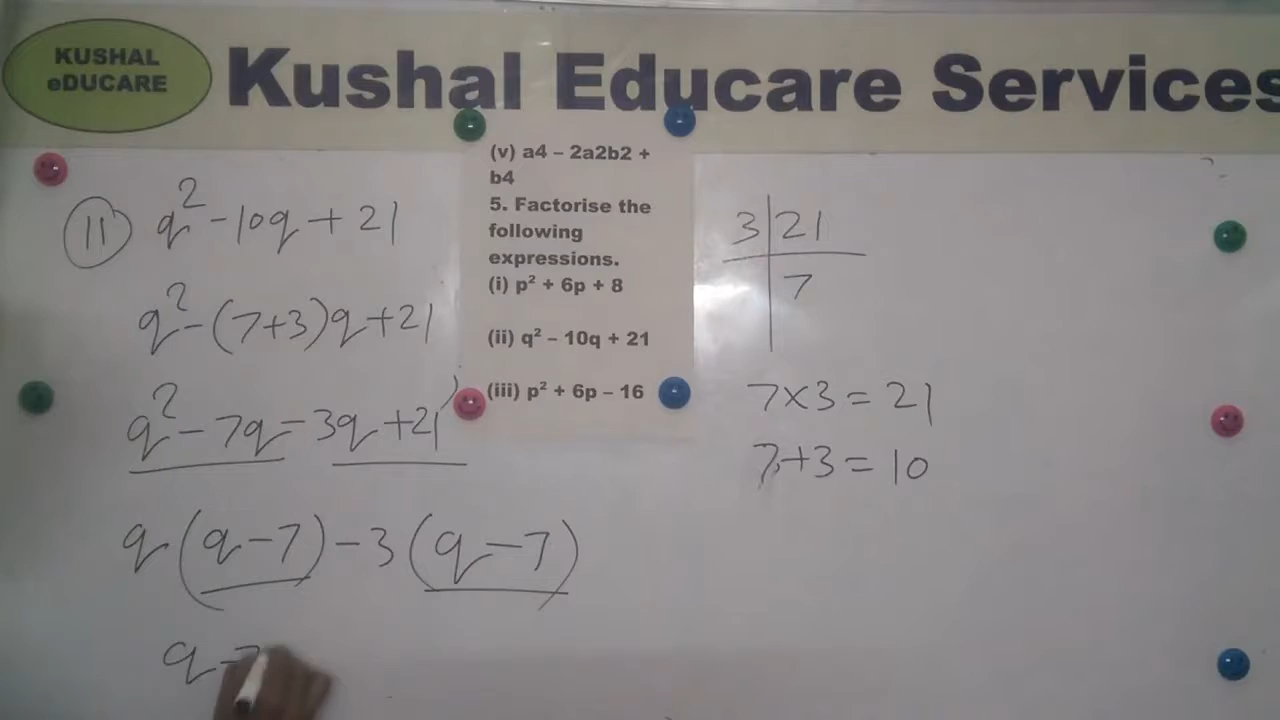 KUSHAL
eDUCARE
Kushal Educare Services
(v) a4 – 2a2b2 +
b4
5. Factorise the
following
expressions.
(i) p² + 6p + 8
(ii) q² – 10q + 21
(iii) p² + 6p – 16
11 q² - 10q + 21
q² - (7+3)q + 21
q² - 7q - 3q + 21
q (q - 7) - 3 (q - 7)
q -
3 | 21
7
7 x 3 = 21
7 + 3 = 10